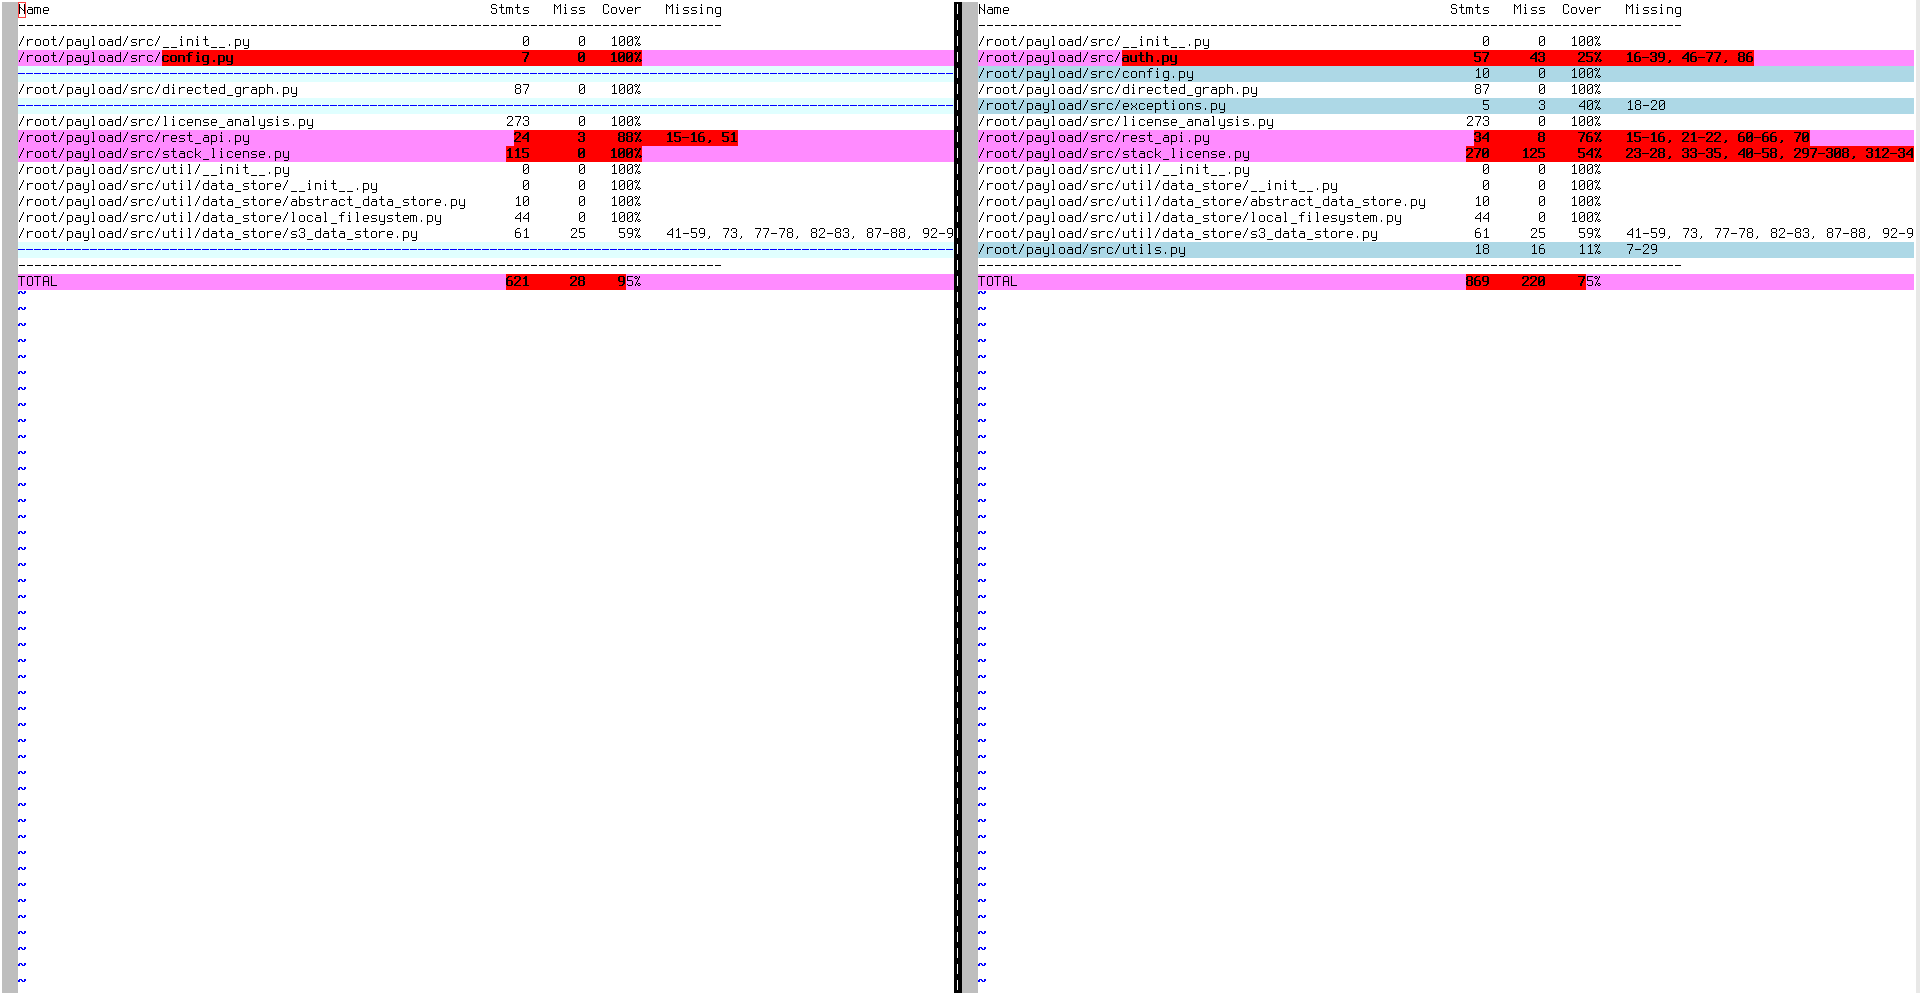 Name Stmts Miss Cover Missing
----------------------------------------------------------------------------------------
/root/payload/src/__init__.py 0 0 100%
/root/payload/src/config.py 7 0 100%
/root/payload/src/directed_graph.py 87 0 100%
/root/payload/src/license_analysis.py 273 0 100%
/root/payload/src/rest_api.py 24 3 88% 15-16, 51
/root/payload/src/stack_license.py 115 0 100%
/root/payload/src/util/__init__.py 0 0 100%
/root/payload/src/util/data_store/__init__.py 0 0 100%
/root/payload/src/util/data_store/abstract_data_store.py 10 0 100%
/root/payload/src/util/data_store/local_filesystem.py 44 0 100%
/root/payload/src/util/data_store/s3_data_store.py 61 25 59% 41-59, 73, 77-78, 82-83, 87-88, 92-9
----------------------------------------------------------------------------------------
TOTAL 621 28 95%
Name Stmts Miss Cover Missing
----------------------------------------------------------------------------------------
/root/payload/src/__init__.py 0 0 100%
/root/payload/src/auth.py 57 43 25% 16-39, 46-77, 86
/root/payload/src/config.py 10 0 100%
/root/payload/src/directed_graph.py 87 0 100%
/root/payload/src/exceptions.py 5 3 40% 18-20
/root/payload/src/license_analysis.py 273 0 100%
/root/payload/src/rest_api.py 34 8 76% 15-16, 21-22, 60-66, 70
/root/payload/src/stack_license.py 270 125 54% 23-28, 33-35, 40-58, 297-308, 312-34
/root/payload/src/util/__init__.py 0 0 100%
/root/payload/src/util/data_store/__init__.py 0 0 100%
/root/payload/src/util/data_store/abstract_data_store.py 10 0 100%
/root/payload/src/util/data_store/local_filesystem.py 44 0 100%
/root/payload/src/util/data_store/s3_data_store.py 61 25 59% 41-59, 73, 77-78, 82-83, 87-88, 92-9
/root/payload/src/utils.py 18 16 11% 7-29
----------------------------------------------------------------------------------------
TOTAL 869 220 75%